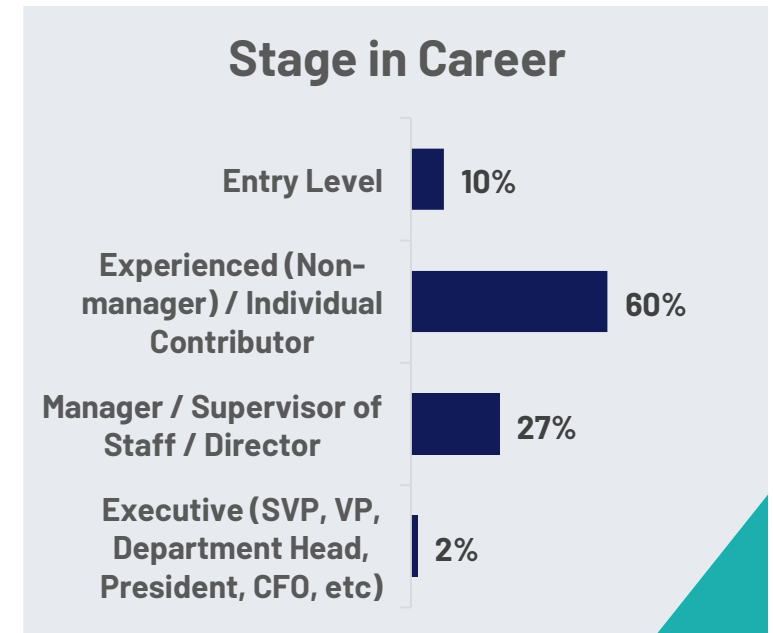 Stage in Career
Entry Level
10%
Experienced (Non-
manager) / Individual
Contributor
60%
Manager / Supervisor of
Staff / Director
27%
Executive (SVP, VP,
Department Head,
President, CFO, etc)
2%